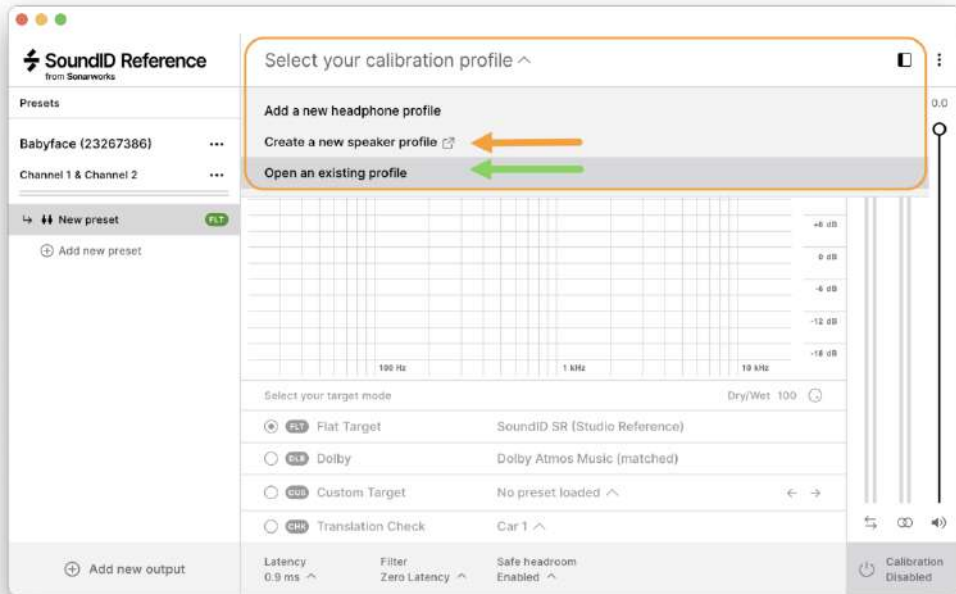 SoundID Reference
from Sonarworks
Presets
Babyface (23267386)
Channel 1 & Channel 2
New preset FLT
Add new preset
Add new output
Select your calibration profile
Add a new headphone profile
Create a new speaker profile
Open an existing profile
0.0
+6 dB
0 dB
-6 dB
-12 dB
-18 dB
100 Hz 1 kHz 10 kHz
Select your target mode Dry/Wet 100
FLT Flat Target SoundID SR (Studio Reference)
DLB Dolby Dolby Atmos Music (matched)
CUS Custom Target No preset loaded
CHK Translation Check Car 1
Latency Filter Safe headroom
0.9 ms Zero Latency Enabled
Calibration
Disabled